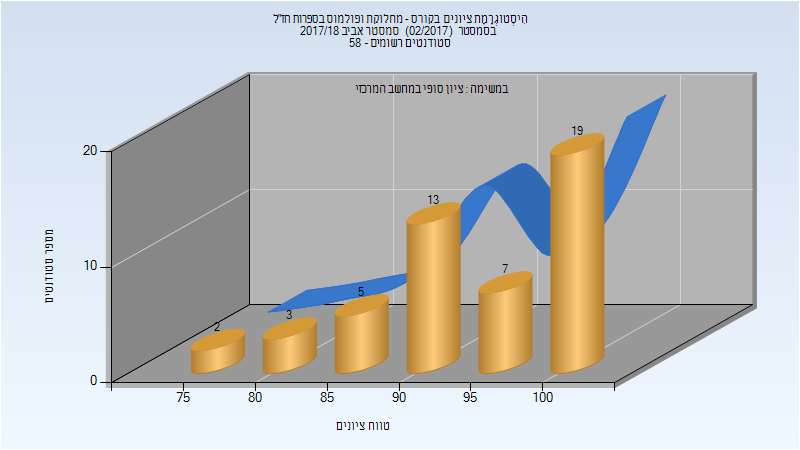 היסטוגרמת ציונים בקורס - מחלוקת ופולמוס בספרות חז"ל
בסמסטר (02/2017) סמסטר אביב 2017/18
סטודנטים רשומים - 58
במשימה : ציון סופי במחשב המרכזי
מספר סטודנטים
20
10
0
2
3
5
13
7
19
75
80
85
90
95
100
טווח ציונים